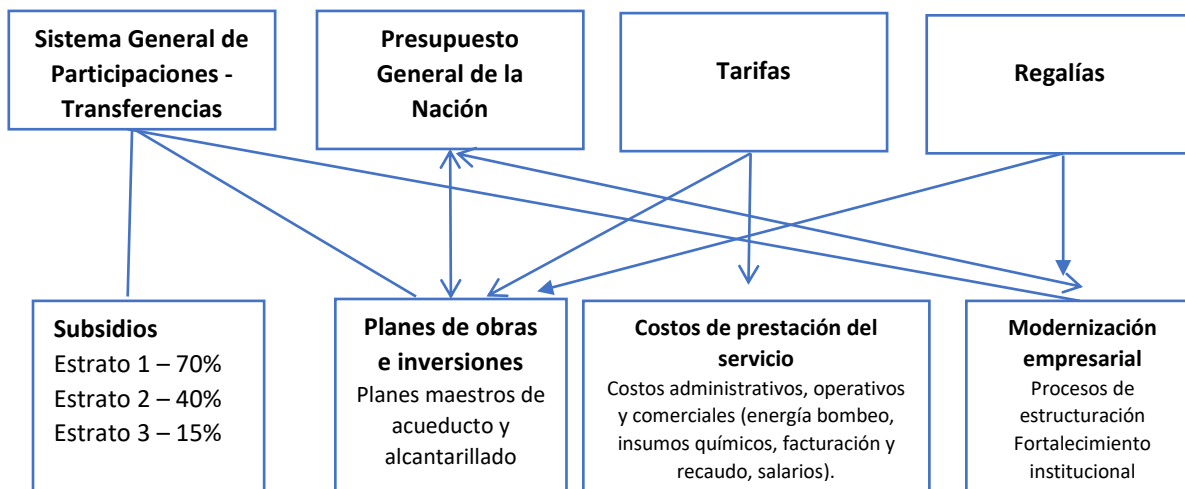 Sistema General de
Participaciones -
Transferencias
Presupuesto
General de la
Nación
Tarifas
Regalías
Subsidios
Estrato 1 – 70%
Estrato 2 – 40%
Estrato 3 – 15%
Planes de obras
e inversiones
Planes maestros de
acueducto y
alcantarillado
Costos de prestación del
servicio
Costos administrativos, operativos
y comerciales (energía bombeo,
insumos químicos, facturación y
recaudo, salarios).
Modernización
empresarial
Procesos de
estructuración
Fortalecimiento
institucional